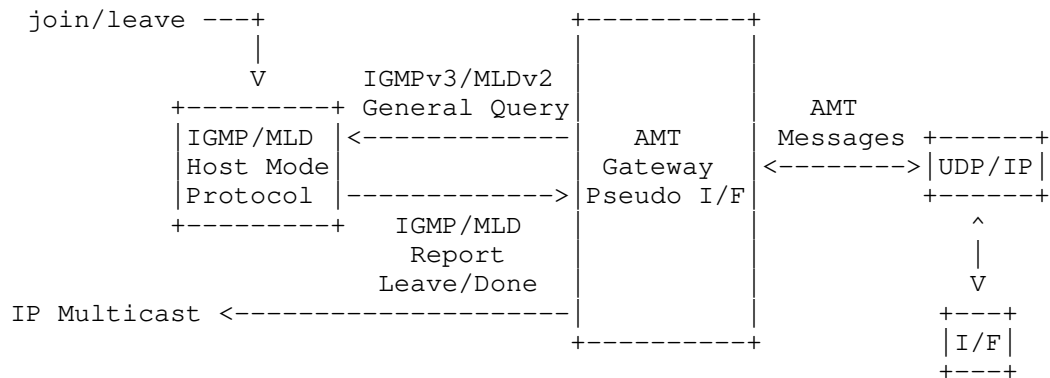 join/leave ---+ +----------+
| | |
V IGMPv3/MLDv2 | |
+---------+ General Query| | AMT
|IGMP/MLD |<-------------| AMT | Messages +------+
|Host Mode| | Gateway |<-------->|UDP/IP|
|Protocol |------------->|Pseudo I/F| +------+
+---------+ IGMP/MLD | | ^
Report | | |
Leave/Done | | V
IP Multicast <---------------------| | +---+
+----------+ |I/F|
+---+